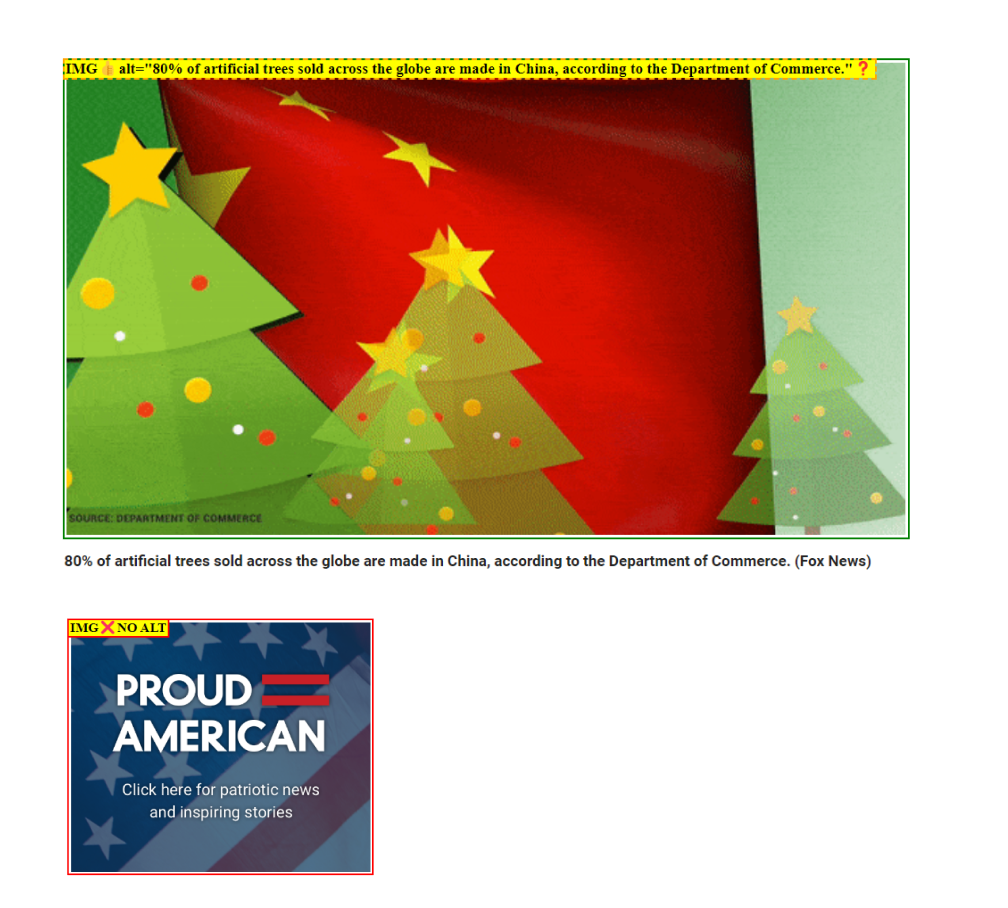 IMG 👍 alt="80% of artificial trees sold across the globe are made in China, according to the Department of Commerce." ❓
SOURCE: DEPARTMENT OF COMMERCE
80% of artificial trees sold across the globe are made in China, according to the Department of Commerce. (Fox News)
IMG❌NO ALT
PROUD
AMERICAN
Click here for patriotic news
and inspiring stories